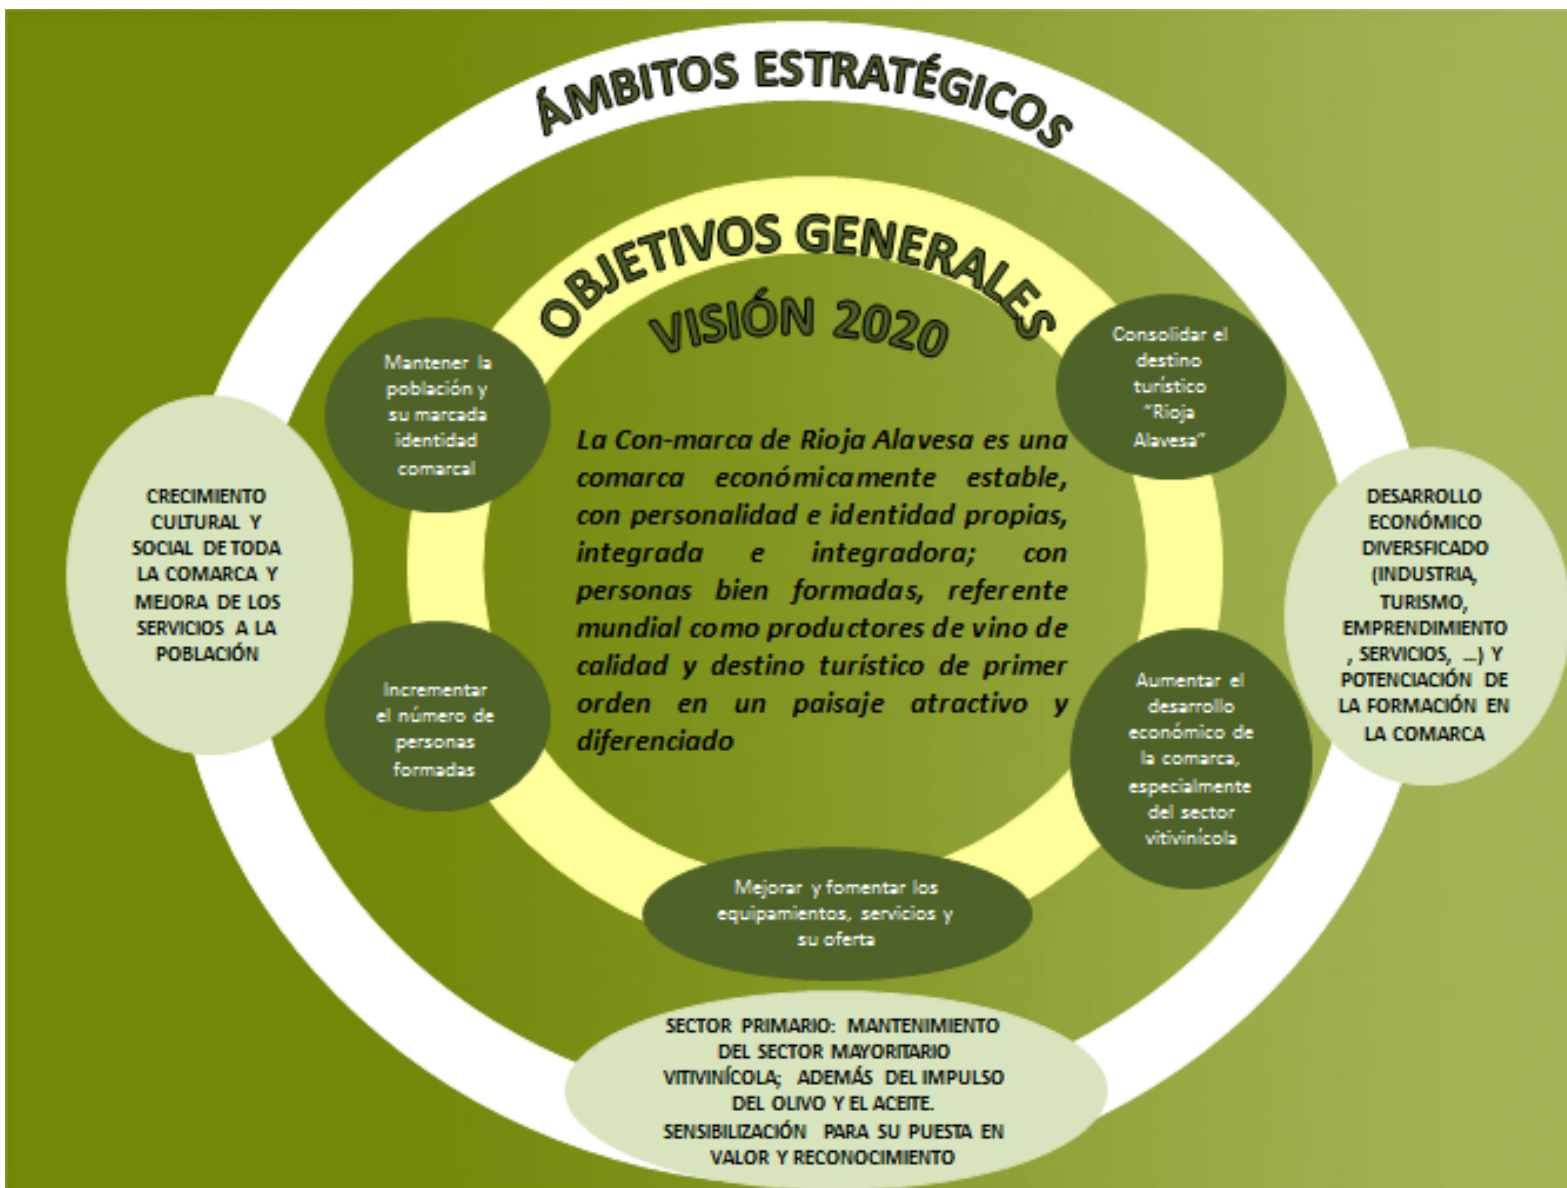 ÁMBITOS ESTRATÉGICOS
OBJETIVOS GENERALES
VISIÓN 2020
La Con-marca de Rioja Alavesa es una
comarca económicamente estable,
con personalidad e identidad propias,
integrada e integradora; con
personas bien formadas, referente
mundial como productores de vino de
calidad y destino turístico de primer
orden en un paisaje atractivo y
diferenciado
Mantener la
población y
su marcada
identidad
comarcal
Consolidar el
destino
turístico
"Rioja
Alavesa"
Incrementar
el número de
personas
formadas
Aumentar el
desarrollo
económico de
la comarca,
especialmente
del sector
vitivinícola
Mejorar y fomentar los
equipamientos, servicios y
su oferta
CRECIMIENTO
CULTURAL Y
SOCIAL DE TODA
LA COMARCA Y
MEJORA DE LOS
SERVICIOS A LA
POBLACIÓN
DESARROLLO
ECONÓMICO
DIVERSFICADO
(INDUSTRIA,
TURISMO,
EMPRENDIMIENTO
, SERVICIOS, ...) Y
POTENCIACIÓN DE
LA FORMACIÓN EN
LA COMARCA
SECTOR PRIMARIO: MANTENIMIENTO
DEL SECTOR MAYORITARIO
VITIVINÍCOLA; ADEMÁS DEL IMPULSO
DEL OLIVO Y EL ACEITE.
SENSIBILIZACIÓN PARA SU PUESTA EN
VALOR Y RECONOCIMIENTO